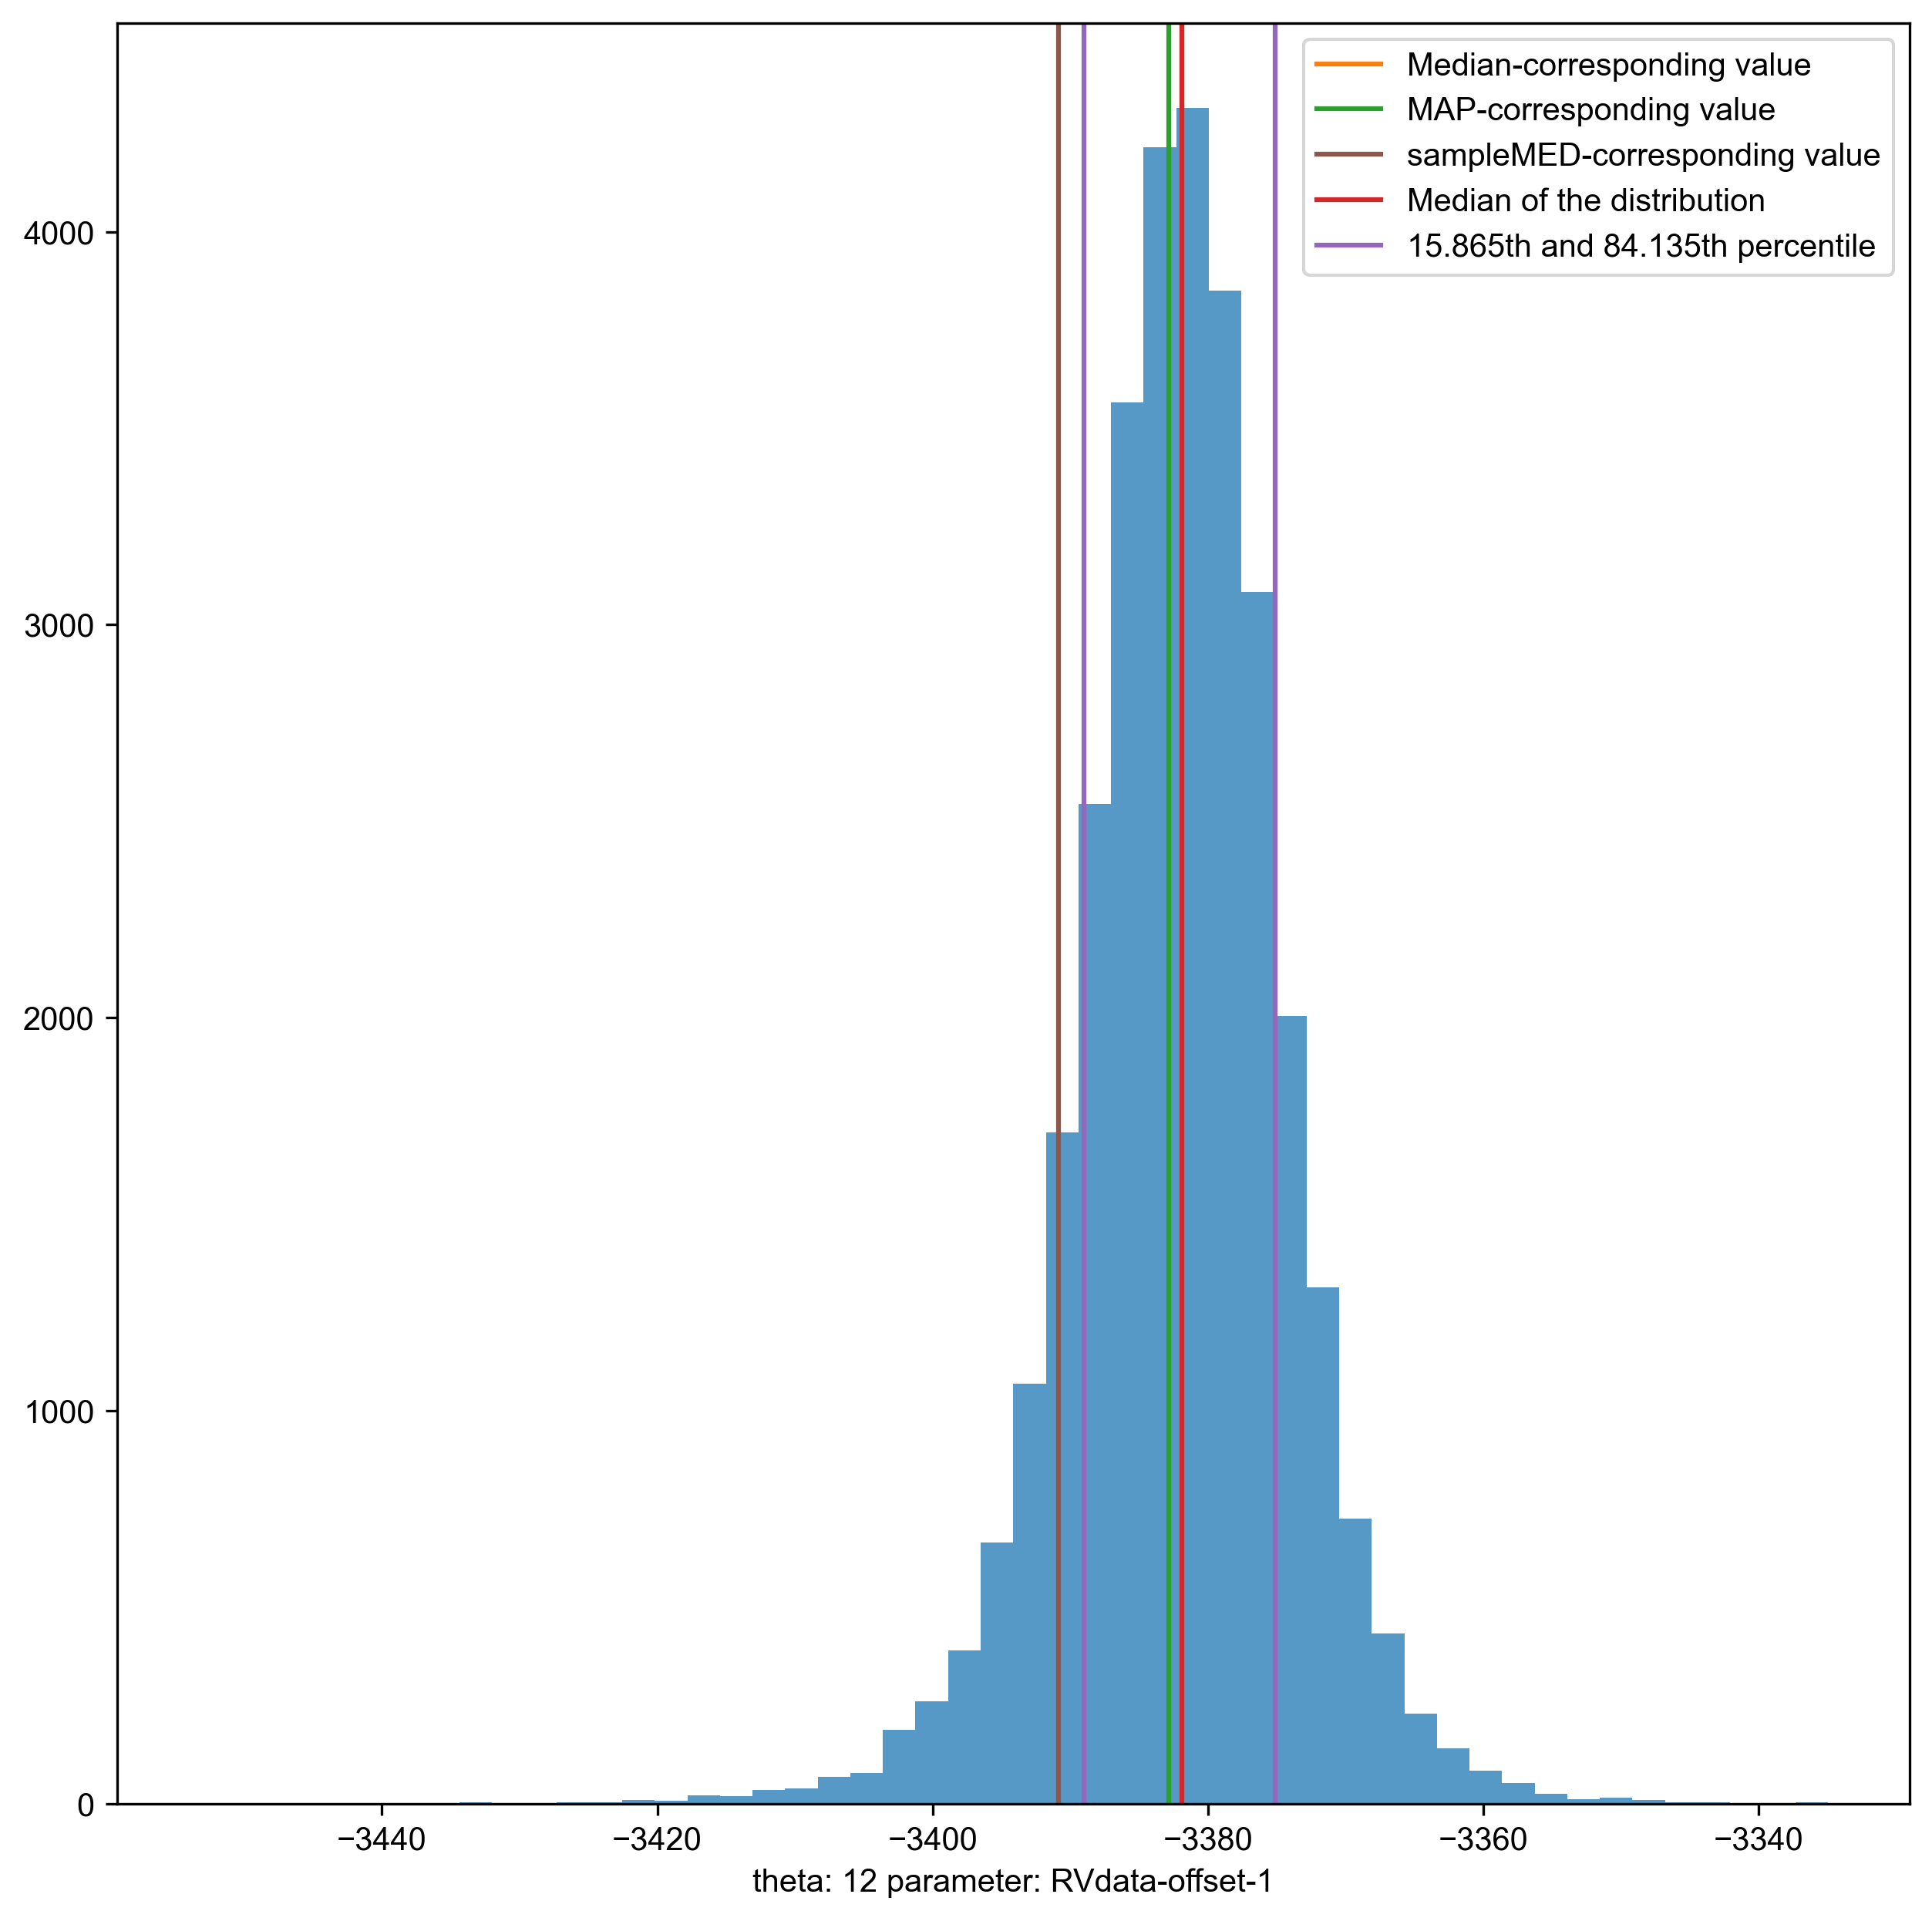 Median-corresponding value
MAP-corresponding value
sampleMED-corresponding value
Median of the distribution
15.865th and 84.135th percentile
4000
3000
2000
1000
0
−3440 −3420 −3400 −3380 −3360 −3340
theta: 12 parameter: RVdata-offset-1